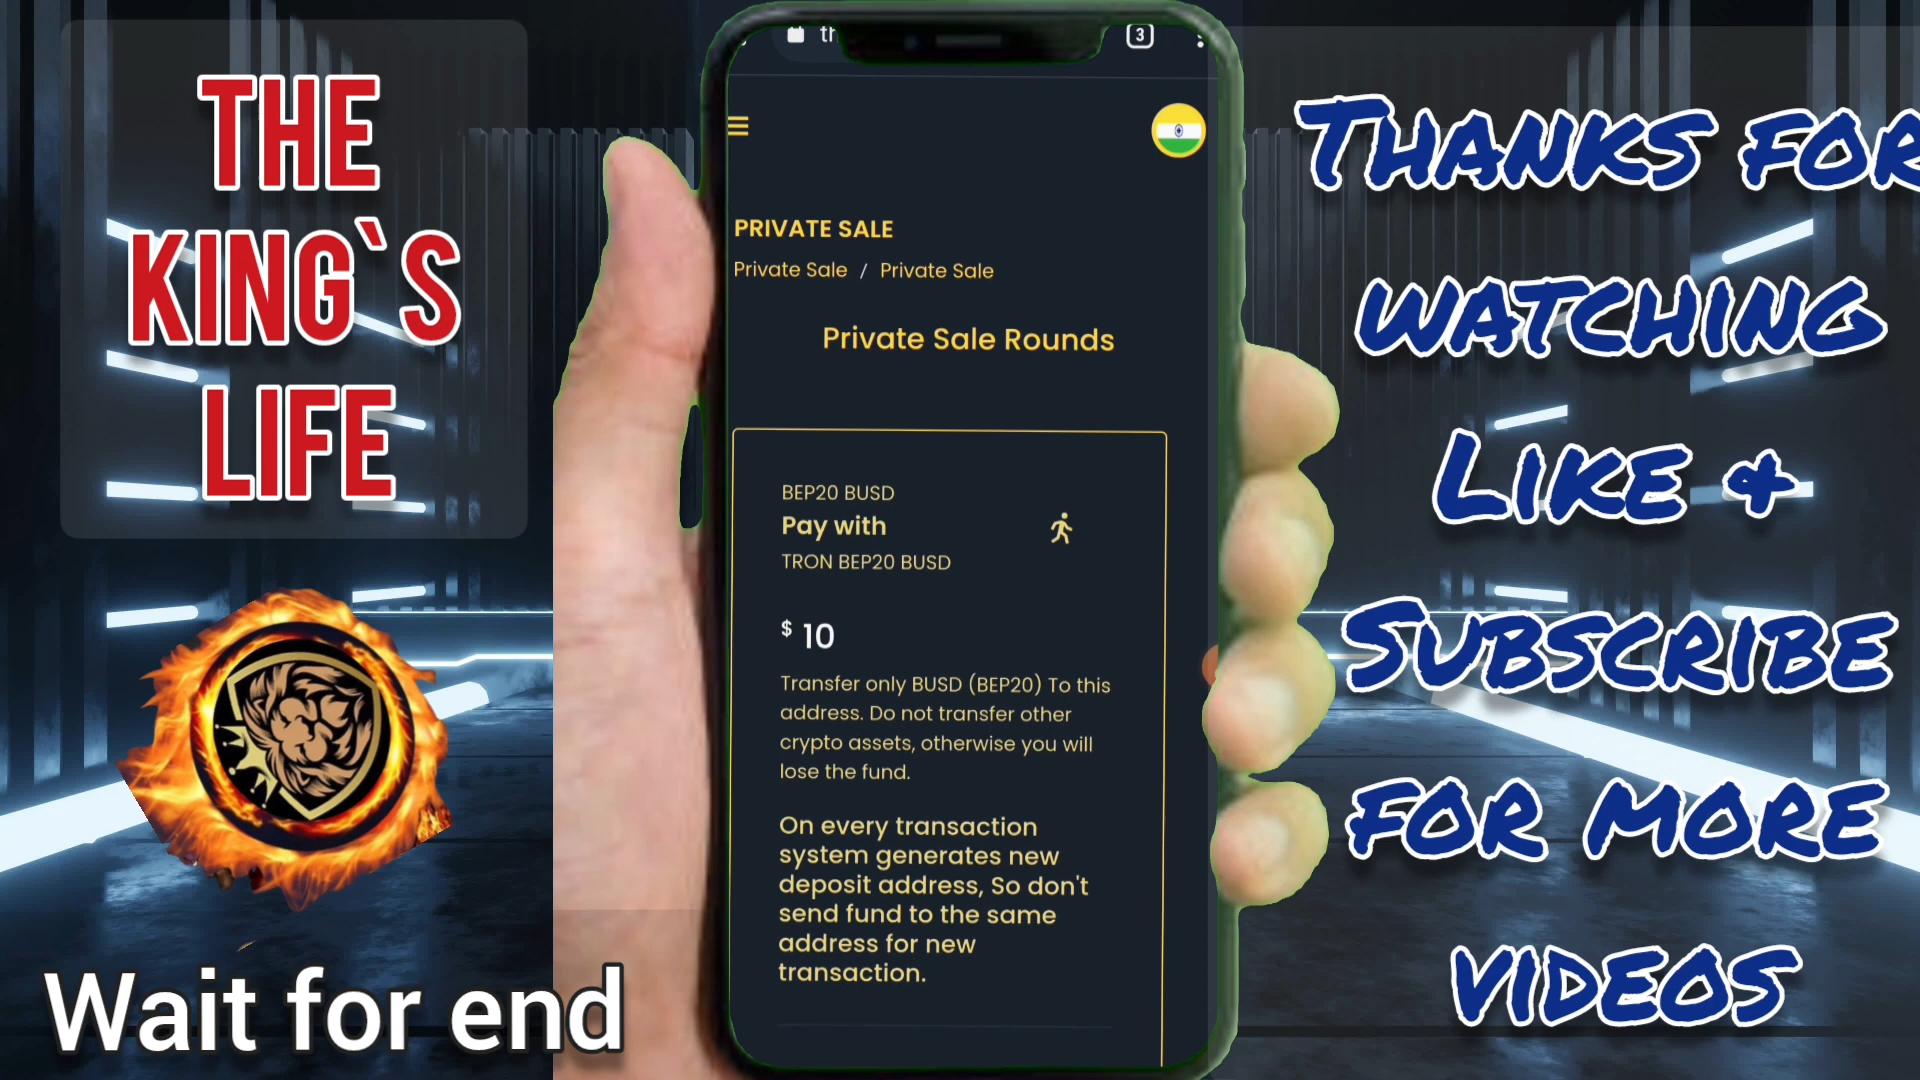 THE
KING`S
LIFE
Wait for end
3
PRIVATE SALE
Private Sale / Private Sale
Private Sale Rounds
BEP20 BUSD
Pay with
TRON BEP20 BUSD
$ 10
Transfer only BUSD (BEP20) To this
address. Do not transfer other
crypto assets, otherwise you will
lose the fund.
On every transaction
system generates new
deposit address, So don't
send fund to the same
address for new
transaction.
THANKS FOR
WATCHING
LIKE &
SUBSCRIBE
FOR MORE
VIDEOS